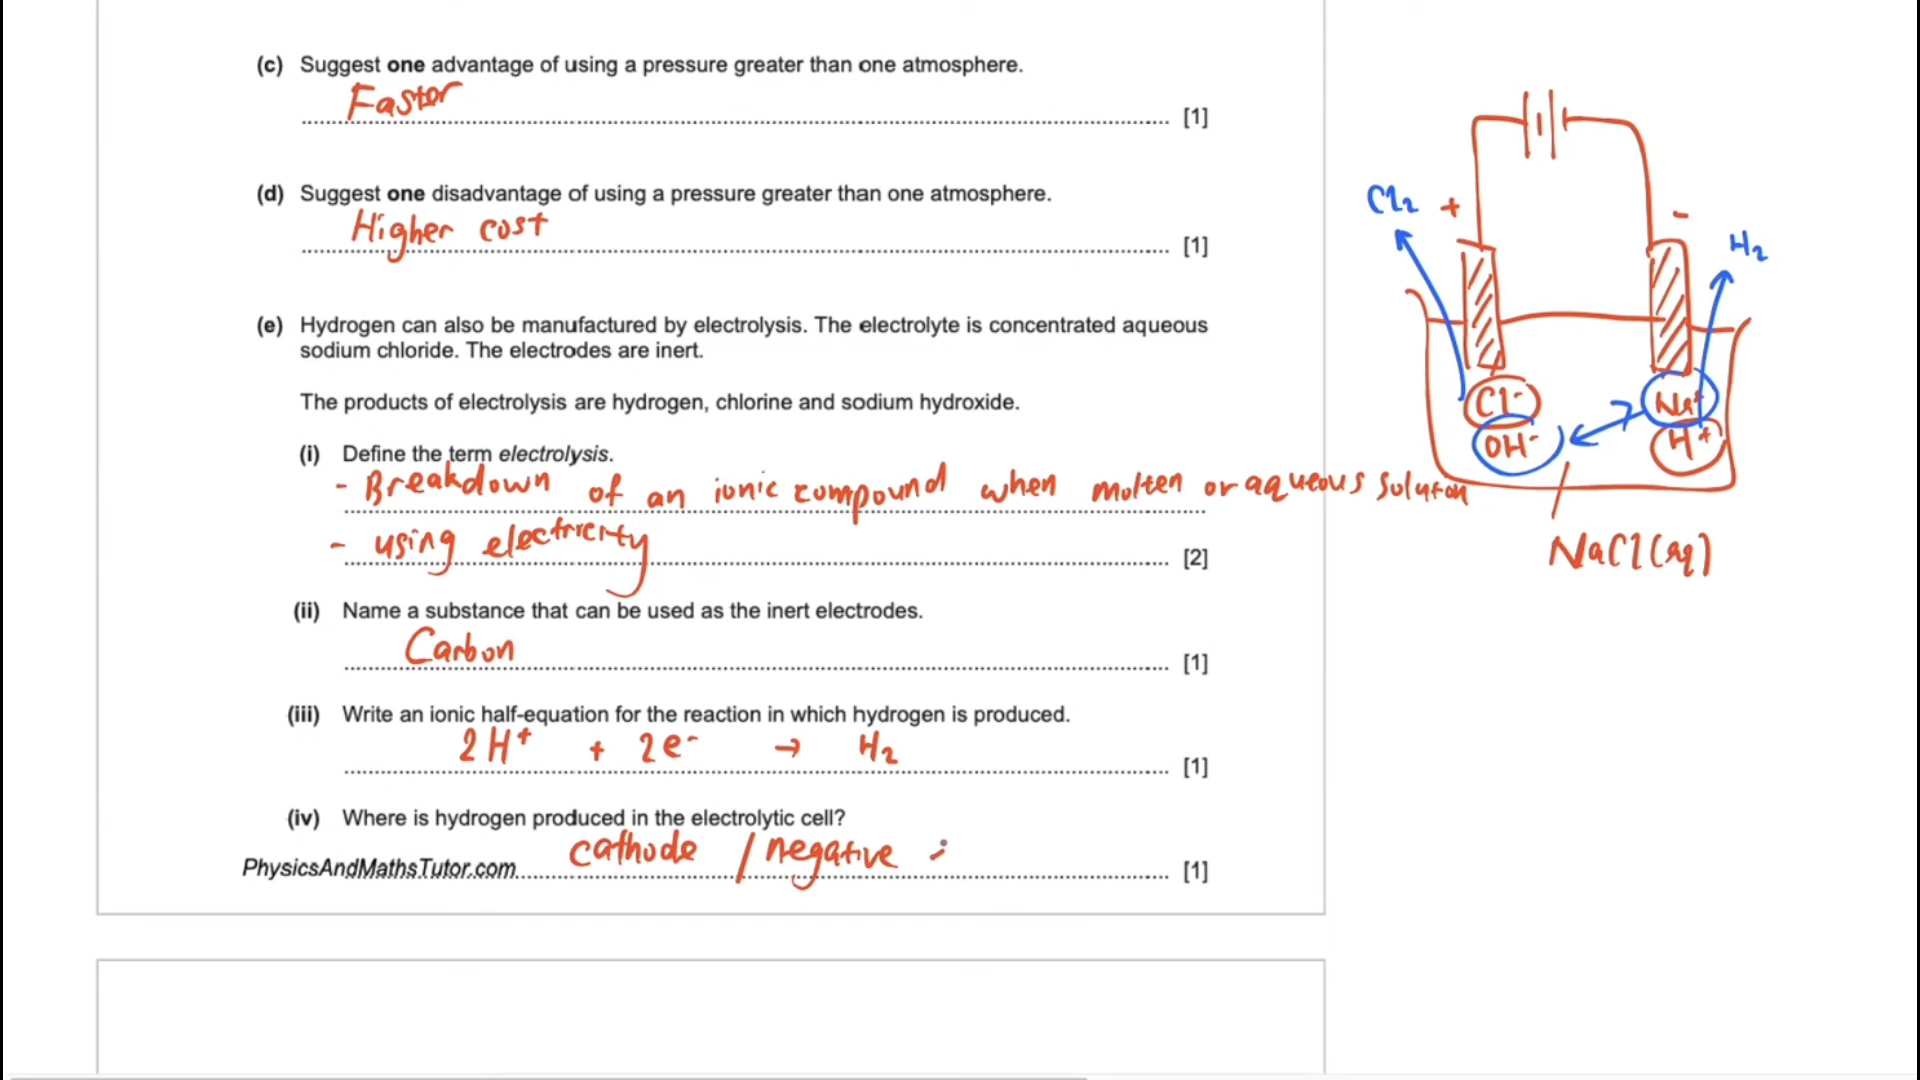 (c) Suggest one advantage of using a pressure greater than one atmosphere.
Faster
[1]
(d) Suggest one disadvantage of using a pressure greater than one atmosphere.
Higher cost
[1]
(e) Hydrogen can also be manufactured by electrolysis. The electrolyte is concentrated aqueous
sodium chloride. The electrodes are inert.
The products of electrolysis are hydrogen, chlorine and sodium hydroxide.
(i) Define the term electrolysis.
- Breakdown of an ionic compound when molten or aqueous solution
- using electricity
[2]
(ii) Name a substance that can be used as the inert electrodes.
Carbon
[1]
(iii) Write an ionic half-equation for the reaction in which hydrogen is produced.
2H⁺ + 2e⁻ → H₂
[1]
(iv) Where is hydrogen produced in the electrolytic cell?
cathode / negative
PhysicsAndMathsTutor.com
[1]
Cl₂ +
-
H₂
Cl⁻
Na⁺
OH⁻
H⁺
NaCl(aq)